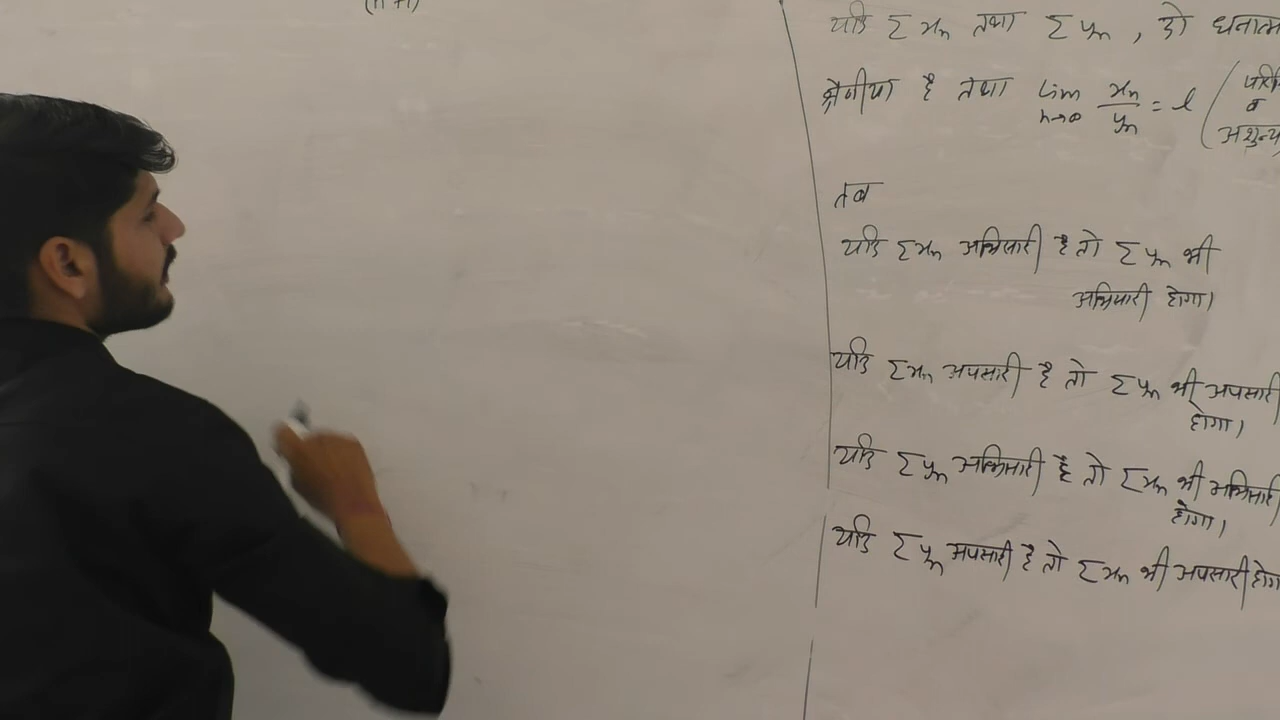 यदि Σxₙ तथा Σyₙ, दो धनात्म
श्रेणीया है तथा lim n→∞ xₙ/yₙ = l (परि व अशून्य
तब
यदि Σxₙ अभिसारी है तो Σyₙ भी
अभिसारी होगा।
यदि Σxₙ अपसारी है तो Σyₙ भी अपसारी
होगा।
यदि Σyₙ अभिसारी है तो Σxₙ भी अभिसारी
होगा।
यदि Σyₙ अपसारी है तो Σxₙ भी अपसारी होगा